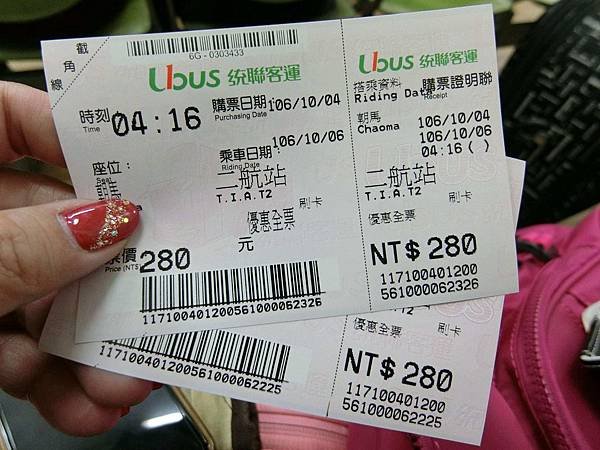 截角線
6G - 0303433
Ubus 統聯客運
時刻 Time 04:16
購票日期 Purchasing Date 106/10/04
乘車日期 Riding Date 106/10/06
座位: Seat
二航站
T.I.A.T2
刷卡
優惠全票
票價 Price (NT$) 280 元
11710040120056100006232​6
Ubus 統聯客運
搭乘資料 購票證明聯
Riding Data Receipt
朝馬 106/10/04
Chaoma 106/10/06
04:16 ( )
二航站
T.I.A.T2
刷卡
優惠全票
NT$ 280
117100401200
561000062326
117100401200561000062225
優惠全票 刷卡
NT$ 280
117100401200
561000062225